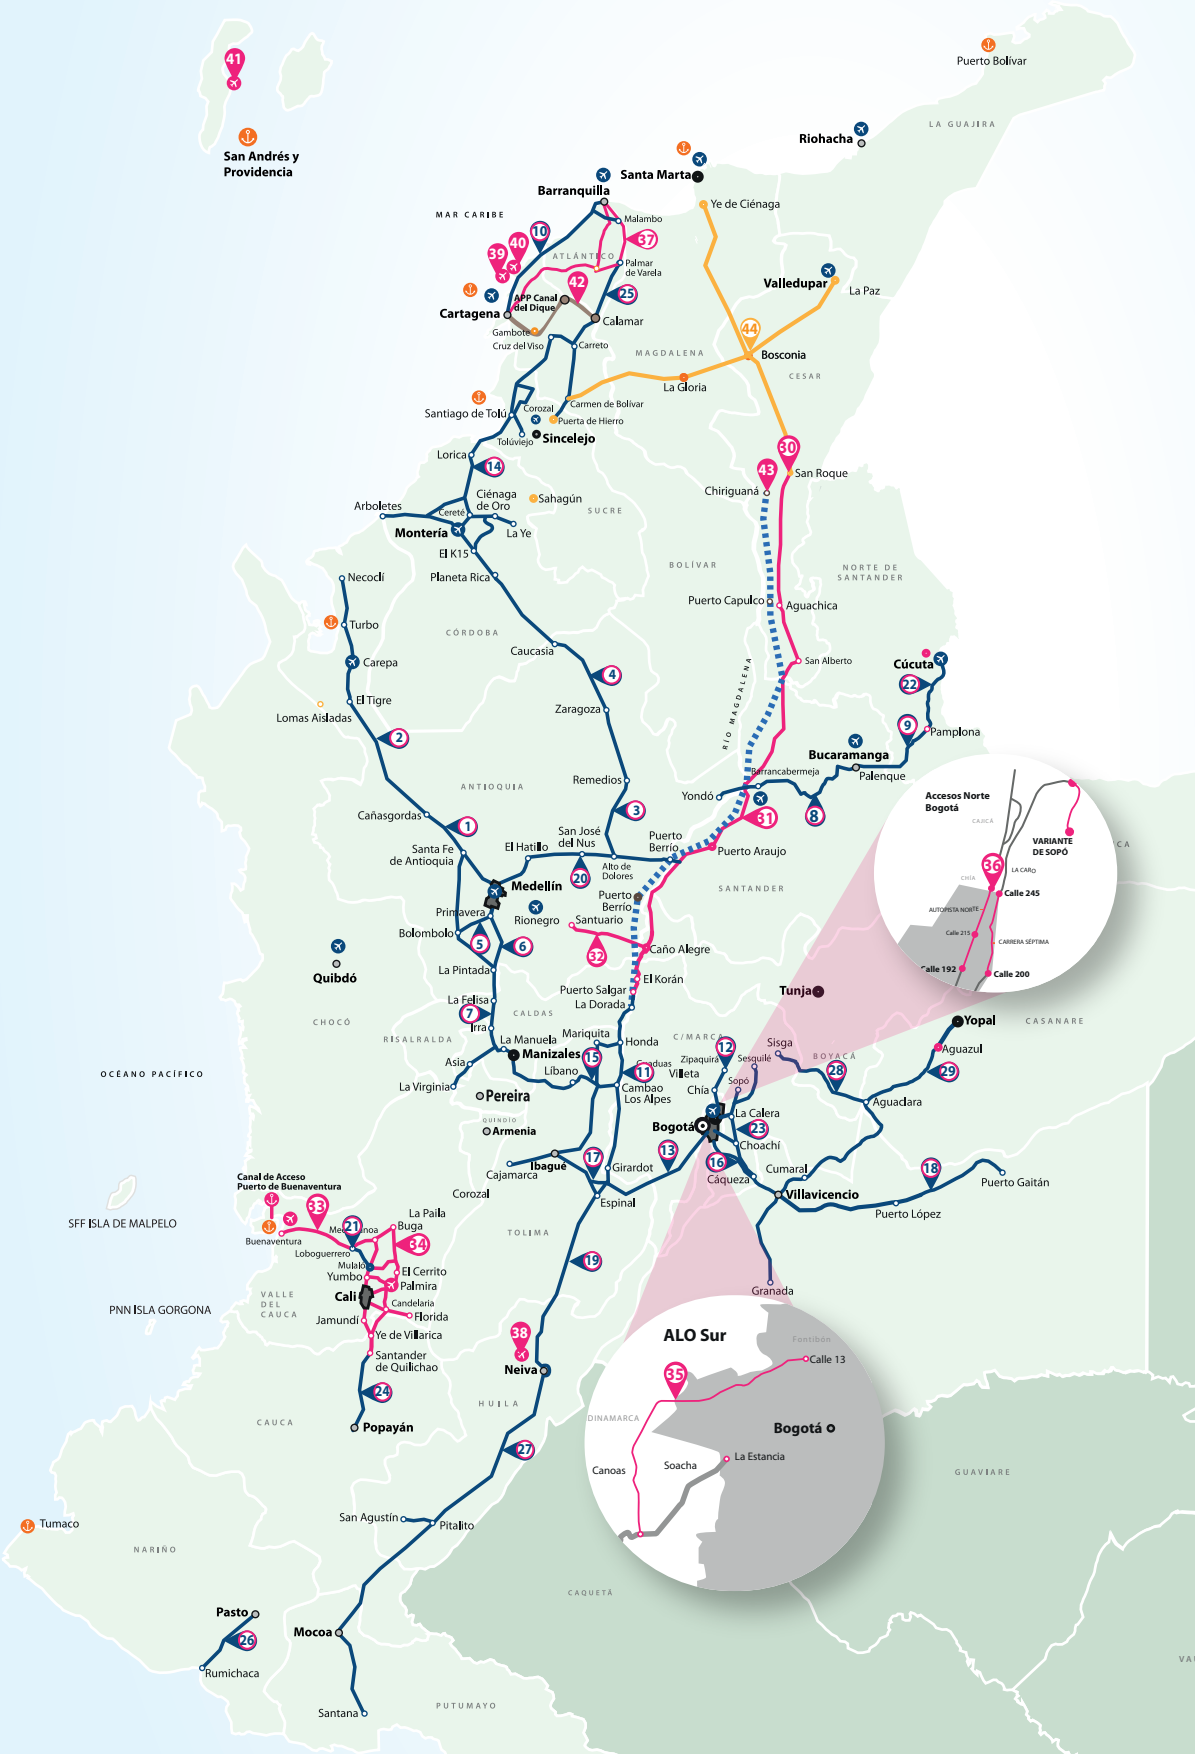 41
Puerto Bolívar
LA GUAJIRA
Riohacha
San Andrés y
Providencia
Santa Marta
Barranquilla
Ye de Ciénaga
MAR CARIBE
Malambo
10
37
40
39
ATLÁNTICO
Palmar
de Varela
Valledupar
La Paz
42
25
APP Canal
del Dique
Cartagena
Calamar
Gambote
44
Cruz del Viso
Carreto
MAGDALENA
Bosconia
CESAR
La Gloria
Santiago de Tolú
Corozal
Carmen de Bolívar
Puerta de Hierro
Tolúviejo
Sincelejo
30
Lorica
14
43
San Roque
Chiriguaná
Ciénaga
de Oro
Sahagún
Arboletes
Cereté
SUCRE
Montería
La Ye
El K15
BOLÍVAR
NORTE DE
SANTANDER
Necoclí
Planeta Rica
Puerto Capulco
Aguachica
Turbo
CÓRDOBA
Caucasia
San Alberto
Cúcuta
Carepa
4
22
RÍO MAGDALENA
El Tigre
Zaragoza
Lomas Aisladas
9
Pamplona
2
Bucaramanga
Barrancabermeja
Palenque
Remedios
ANTIOQUIA
Yondó
Accesos Norte
Bogotá
Cañasgordas
1
3
31
8
CAJICÁ
San José
del Nus
Puerto
Berrío
VARIANTE
DE SOPÓ
Santa Fe
de Antioquia
El Hatillo
Puerto Araujo
CA
Alto de
Dolores
36
LA CARO
20
CHÍA
Medellín
SANTANDER
Puerto
Berrío
Calle 245
Primavera
Rionegro
Santuario
AUTOPISTA NORTE
Bolombolo
5
6
Calle 215
CARRERA SÉPTIMA
Caño Alegre
32
Quibdó
La Pintada
Calle 192
Calle 200
El Korán
Puerto Salgar
Tunja
La Dorada
La Felisa
CALDAS
7
CHOCÓ
Irra
Yopal
CASANARE
RISALRALDA
La Manuela
Mariquita
Honda
C/MARCA
Sisga
12
Manizales
Zipaquirá
Sesquilé
BOYACÁ
Aguazul
Asia
15
Guaduas
Villeta
OCÉANO PACÍFICO
Líbano
11
28
29
Sopó
La Virginia
Cambao
Los Alpes
Chía
Pereira
Aguaclara
QUINDÍO
La Calera
Bogotá
23
Armenia
Choachí
13
Ibagué
17
16
Girardot
Cumaral
18
Cajamarca
Cáqueza
Puerto Gaitán
Canal de Acceso
Puerto de Buenaventura
Corozal
Espinal
Villavicencio
33
La Paila
Puerto López
SFF ISLA DE MALPELO
21
Buga
TOLIMA
Buenaventura
Loboguerrero
34
19
Mulaló
El Cerrito
Yumbo
Palmira
Granada
VALLE
DEL
CAUCA
Cali
PNN ISLA GORGONA
Candelaria
Florida
Jamundí
38
ALO Sur
Ye de Villarica
Fontibón
Santander
de Quilichao
Calle 13
Neiva
35
24
HUILA
DINAMARCA
CAUCA
Popayán
Bogotá
27
La Estancia
Soacha
Canoas
GUAVIARE
San Agustín
Pitalito
Tumaco
NARIÑO
CAQUETÁ
Pasto
Mocoa
26
Rumichaca
VAU
PUTUMAYO
Santana